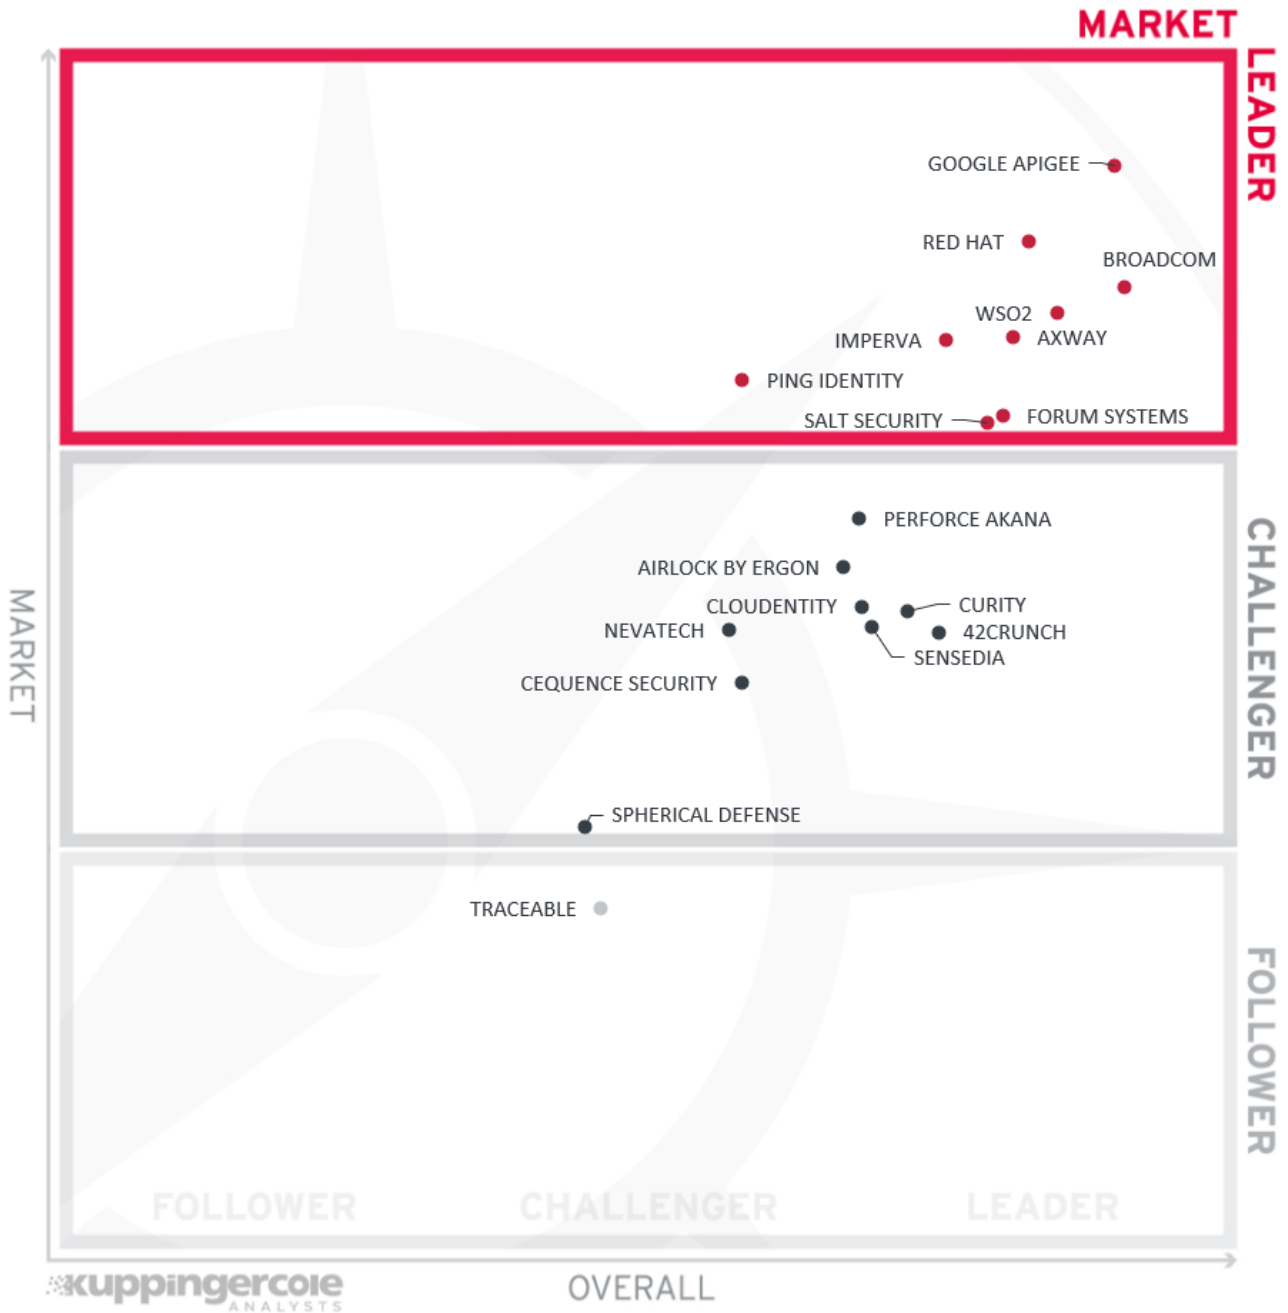 MARKET
LEADER
GOOGLE APIGEE
RED HAT
BROADCOM
WSO2
AXWAY
IMPERVA
PING IDENTITY
FORUM SYSTEMS
SALT SECURITY
PERFORCE AKANA
CHALLENGER
AIRLOCK BY ERGON
CLOUDENTITY
CURITY
MARKET
NEVATECH
42CRUNCH
SENSEDIA
CEQUENCE SECURITY
SPHERICAL DEFENSE
TRACEABLE
FOLLOWER
FOLLOWER
CHALLENGER
LEADER
kuppingercole
ANALYSTS
OVERALL